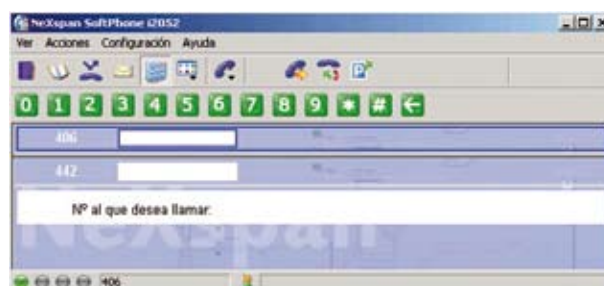 NeXspan SoftPhone i2052
Ver Acciones Configuración Ayuda
0 1 2 3 4 5 6 7 8 9 * # ←
406
442
Nº al que desea llamar:
NeXspan
406